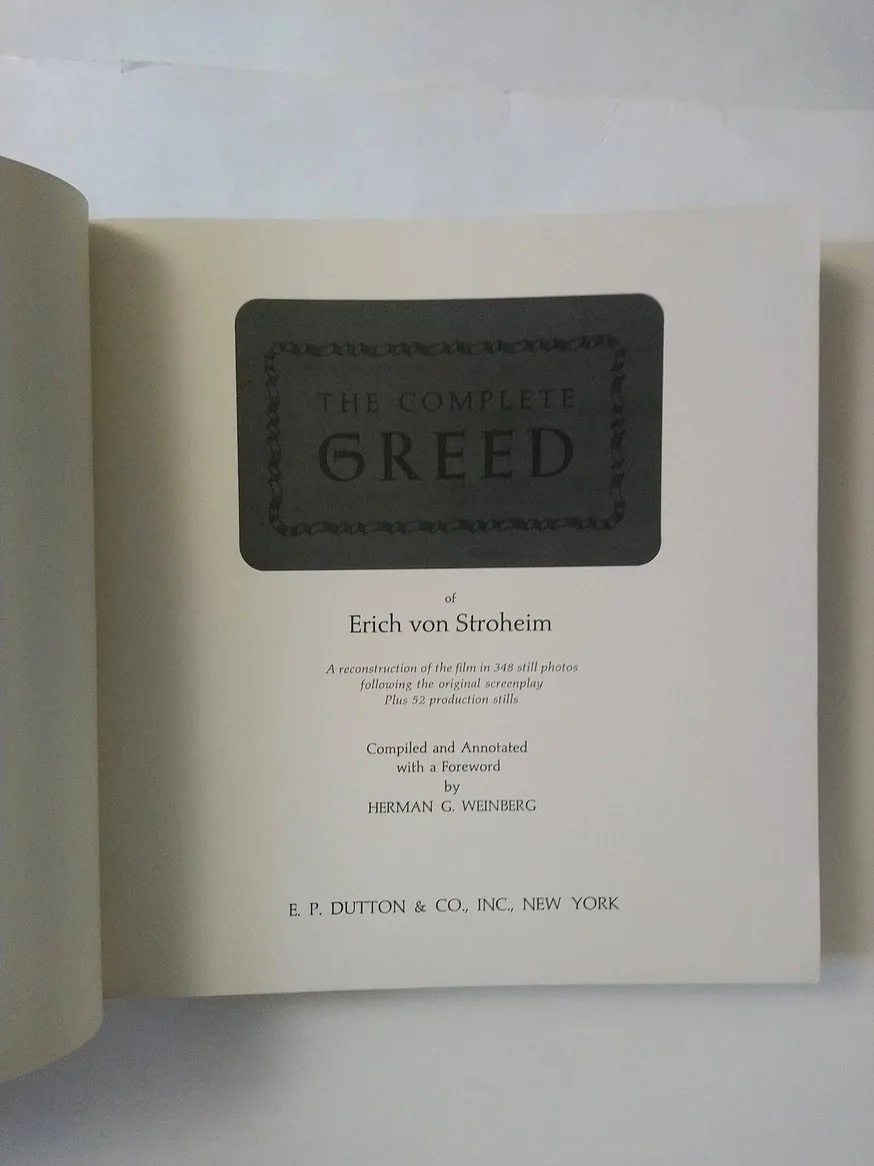 THE COMPLETE
GREED
of
Erich von Stroheim
A reconstruction of the film in 348 still photos
following the original screenplay
Plus 52 production stills
Compiled and Annotated
with a Foreword
by
HERMAN G. WEINBERG
E. P. DUTTON & CO., INC., NEW YORK